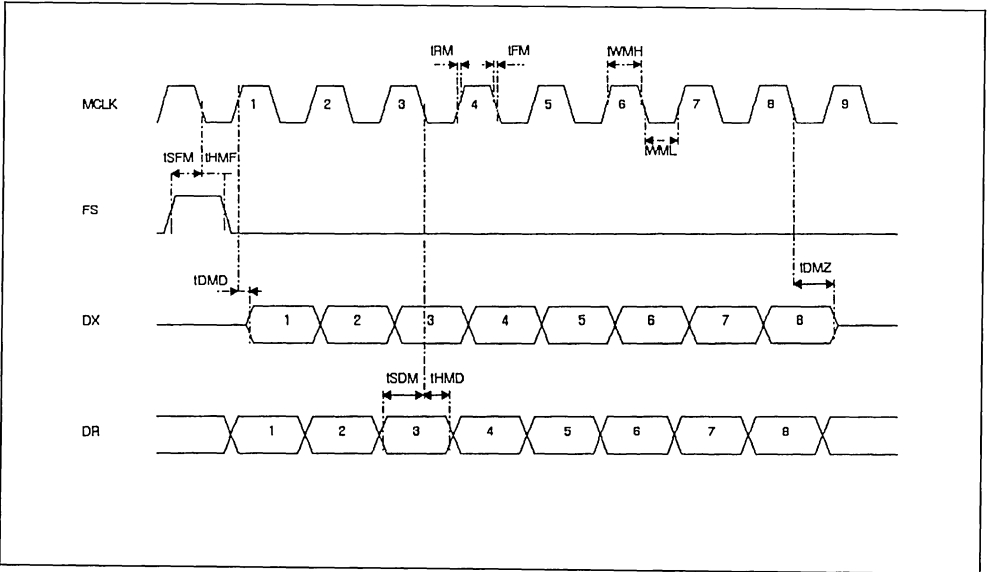 tRM tFM tWMH
MCLK 1 2 3 4 5 6 7 8 9
tWML
tSFM tHMF
FS
tDMZ
tDMD
DX 1 2 3 4 5 6 7 8
tSDM tHMD
DR 1 2 3 4 5 6 7 8